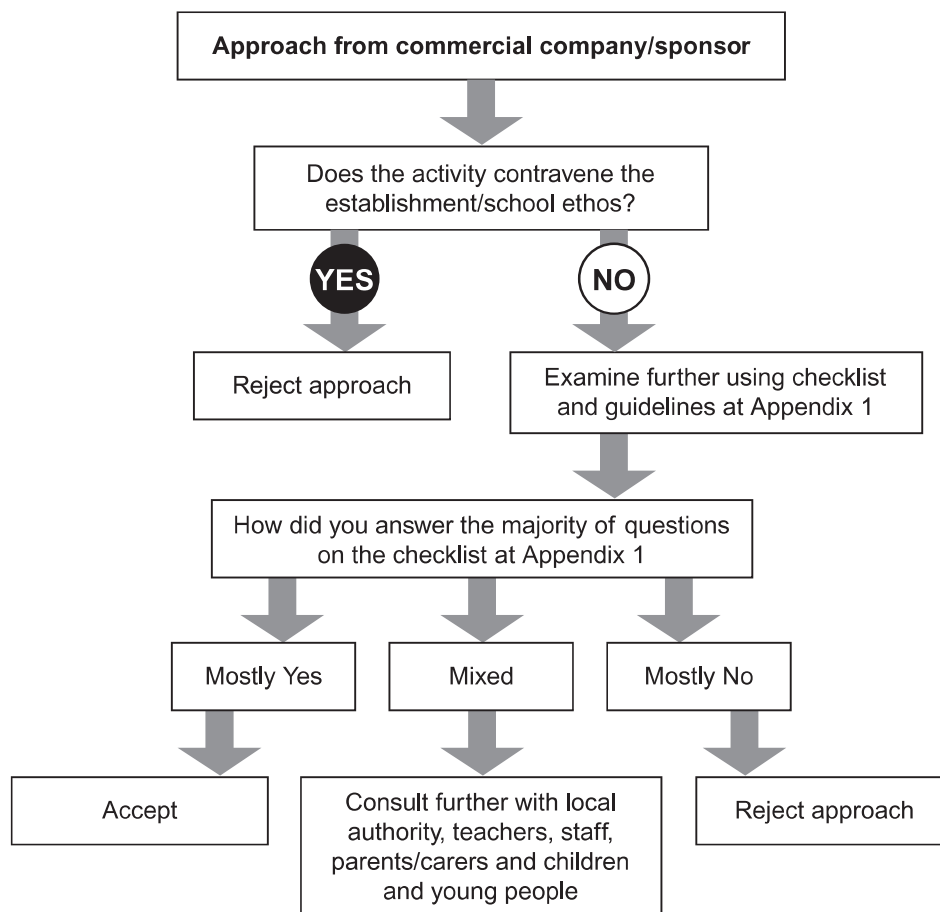 Approach from commercial company/sponsor
Does the activity contravene the
establishment/school ethos?
YES
NO
Reject approach
Examine further using checklist
and guidelines at Appendix 1
How did you answer the majority of questions
on the checklist at Appendix 1
Mostly Yes
Mixed
Mostly No
Accept
Consult further with local
authority, teachers, staff,
parents/carers and children
and young people
Reject approach